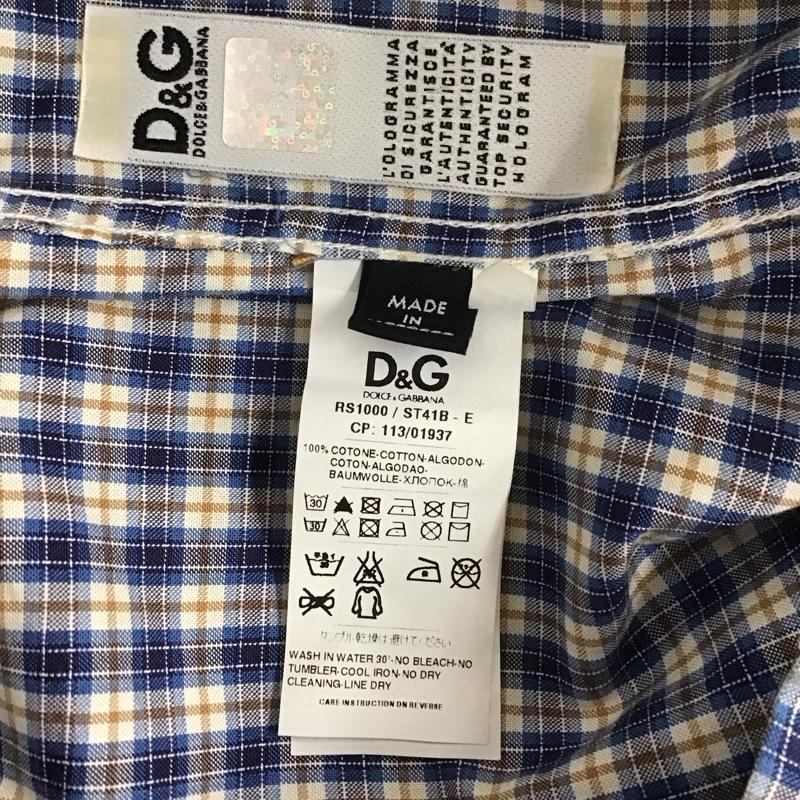 D&G
DOLCE&GABBANA
L'OLOGRAMMA
DI SICUREZZA
GARANTISCE
L'AUTENTICITÀ
AUTHENTICITY
GUARANTEED BY
TOP SECURITY
HOLOGRAM
MADE
IN
D&G
DOLCE & GABBANA
RS1000 / ST41B - E
CP: 113/01937
100% COTONE-COTTON-ALGODON-
COTON-ALGODAO-
BAUMWOLLE-ХЛОПОК-棉
30
30
タンブル乾燥は避けてください
WASH IN WATER 30°-NO BLEACH-NO
TUMBLER-COOL IRON-NO DRY
CLEANING-LINE DRY
CARE INSTRUCTION ON REVERSE